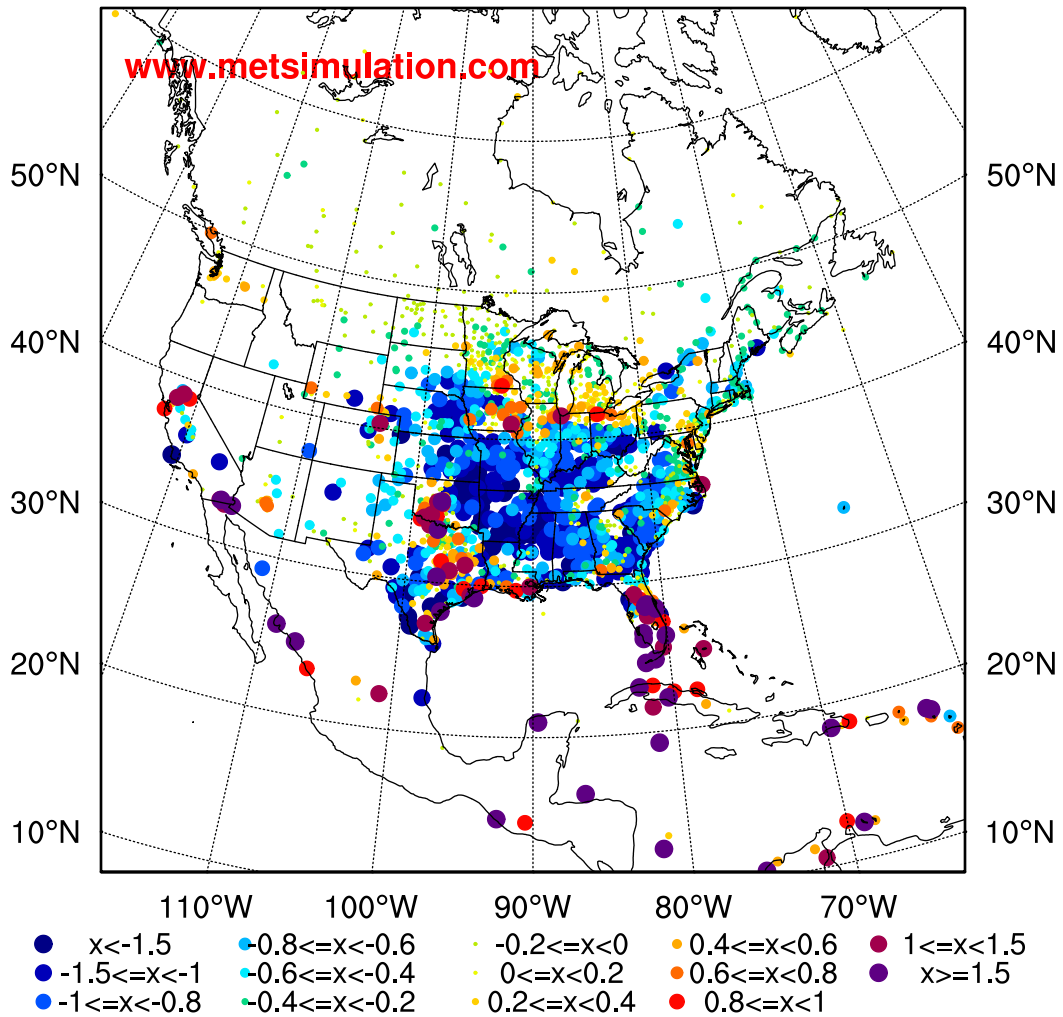 www.metsimulation.com
50°N 50°N
40°N 40°N
30°N 30°N
20°N 20°N
10°N 10°N
110°W 100°W 90°W 80°W 70°W
x<-1.5 -0.8<=x<-0.6 -0.2<=x<0 0.4<=x<0.6 1<=x<1.5
-1.5<=x<-1 -0.6<=x<-0.4 0<=x<0.2 0.6<=x<0.8 x>=1.5
-1<=x<-0.8 -0.4<=x<-0.2 0.2<=x<0.4 0.8<=x<1